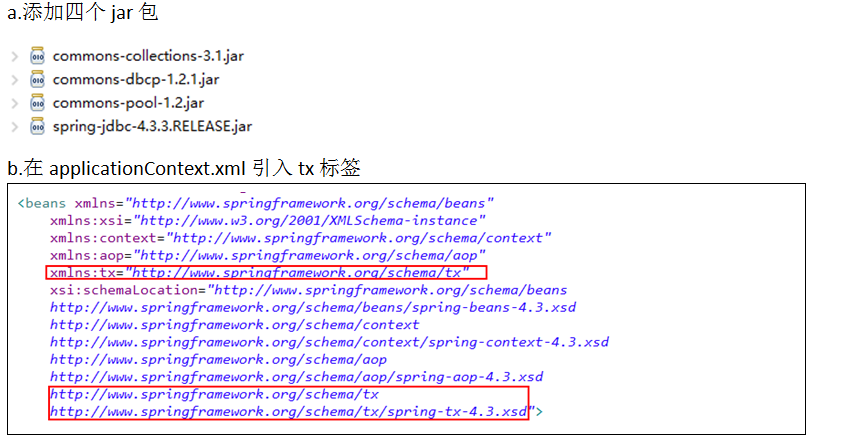 a.添加四个 jar 包
commons-collections-3.1.jar
commons-dbcp-1.2.1.jar
commons-pool-1.2.jar
spring-jdbc-4.3.3.RELEASE.jar
b.在 applicationContext.xml 引入 tx 标签
<beans xmlns="http://www.springframework.org/schema/beans"
xmlns:xsi="http://www.w3.org/2001/XMLSchema-instance"
xmlns:context="http://www.springframework.org/schema/context"
xmlns:aop="http://www.springframework.org/schema/aop"
xmlns:tx="http://www.springframework.org/schema/tx"
xsi:schemaLocation="http://www.springframework.org/schema/beans
http://www.springframework.org/schema/beans/spring-beans-4.3.xsd
http://www.springframework.org/schema/context
http://www.springframework.org/schema/context/spring-context-4.3.xsd
http://www.springframework.org/schema/aop
http://www.springframework.org/schema/aop/spring-aop-4.3.xsd
http://www.springframework.org/schema/tx
http://www.springframework.org/schema/tx/spring-tx-4.3.xsd">